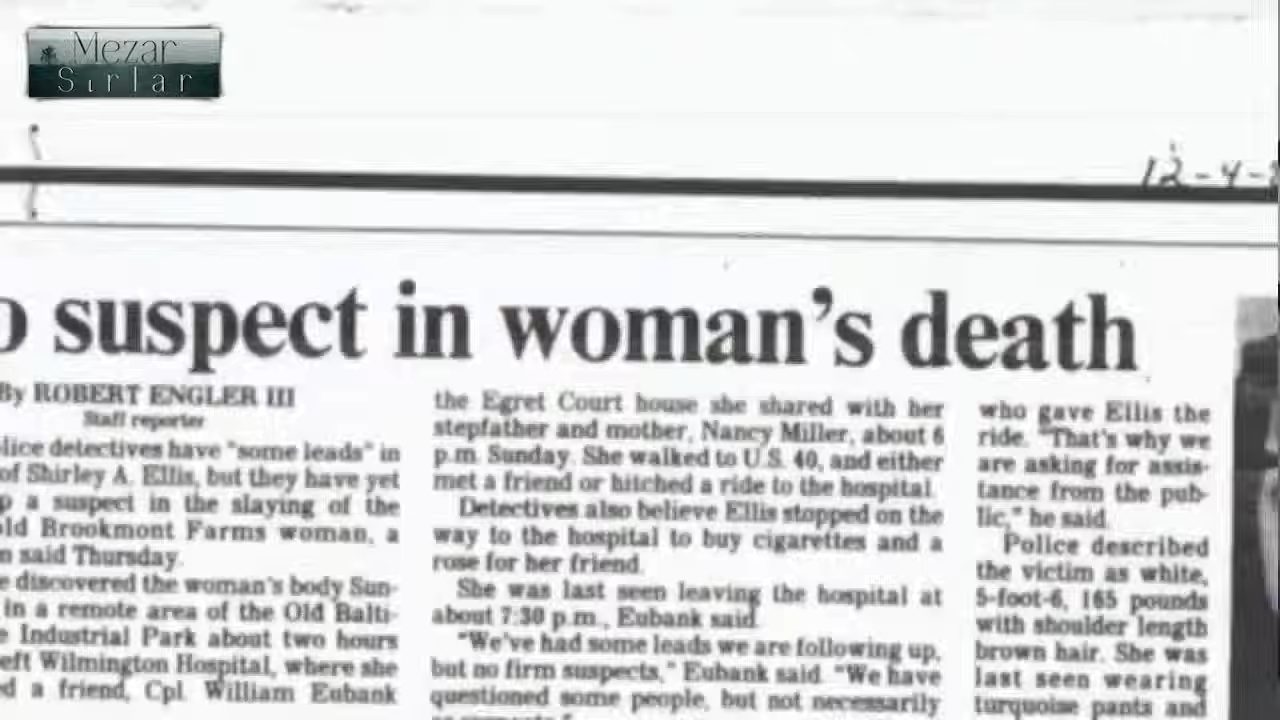 Mezar
Sırlar
12-4-
suspect in woman's death
By ROBERT ENGLER III
Staff reporter
lice detectives have "some leads" in
of Shirley A. Ellis, but they have yet
p a suspect in the slaying of the
old Brookmont Farms woman, a
n said Thursday.
e discovered the woman's body Sun-
in a remote area of the Old Balti-
e Industrial Park about two hours
eft Wilmington Hospital, where she
ed a friend, Cpl. William Eubank
the Egret Court house she shared with her
stepfather and mother, Nancy Miller, about 6
p.m. Sunday. She walked to U.S. 40, and either
met a friend or hitched a ride to the hospital.
Detectives also believe Ellis stopped on the
way to the hospital to buy cigarettes and a
rose for her friend.
She was last seen leaving the hospital at
about 7:30 p.m., Eubank said.
"We've had some leads we are following up,
but no firm suspects," Eubank said. "We have
questioned some people, but not necessarily
who gave Ellis the
ride. "That's why we
are asking for assis-
tance from the pub-
lic," he said.
Police described
the victim as white,
5-foot-6, 165 pounds
with shoulder length
brown hair. She was
last seen wearing
turquoise pants and